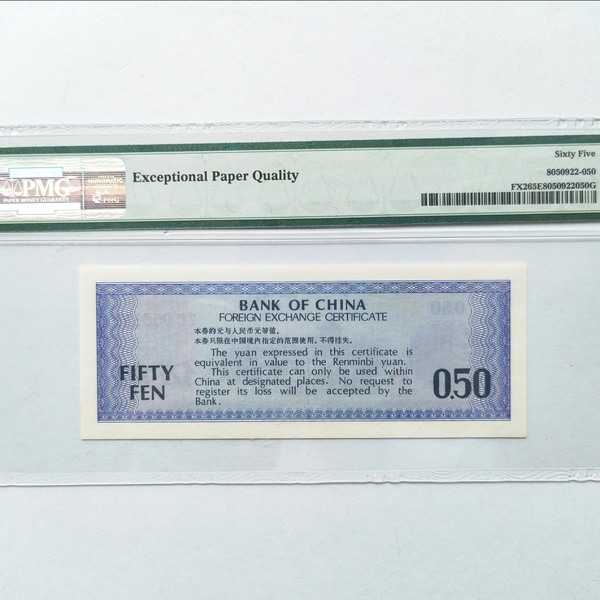 Sixty Five
PMG
PAPER MONEY GUARANTEE
PNG
Exceptional Paper Quality
8050922-050
FX265E8050922050G
BANK OF CHINA
FOREIGN EXCHANGE CERTIFICATE
本券的元与人民币元等值。
本券只限在中国境内指定的范围使用。不得挂失。
The yuan expressed in this certificate is
equivalent in value to the Renminbi yuan.
This certificate can only be used within
China at designated places. No request to
register its loss will be accepted by the
Bank.
FIFTY
FEN
0.50